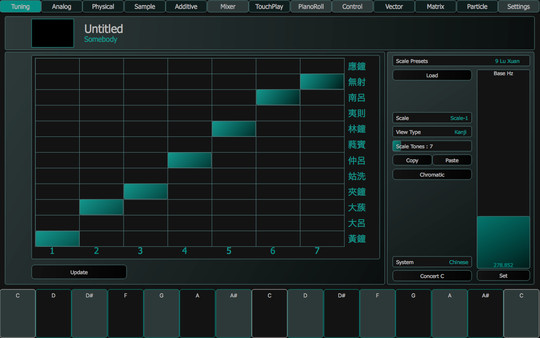 Tuning Analog Physical Sample Additive Mixer TouchPlay PianoRoll Control Vector Matrix Particle Settings
Untitled
Somebody
應鐘
無射
南呂
夷則
林鐘
蕤賓
仲呂
姑洗
夾鐘
大簇
大呂
黃鐘
1 2 3 4 5 6 7
Update
Scale Presets 9 Lu Xuan
Load
Base Hz
Scale Scale-1
View Type Kanji
Scale Tones : 7
Copy Paste
Chromatic
278.952
System Chinese
Concert C
Set
C D D# F G A A# C D D# F G A A# C